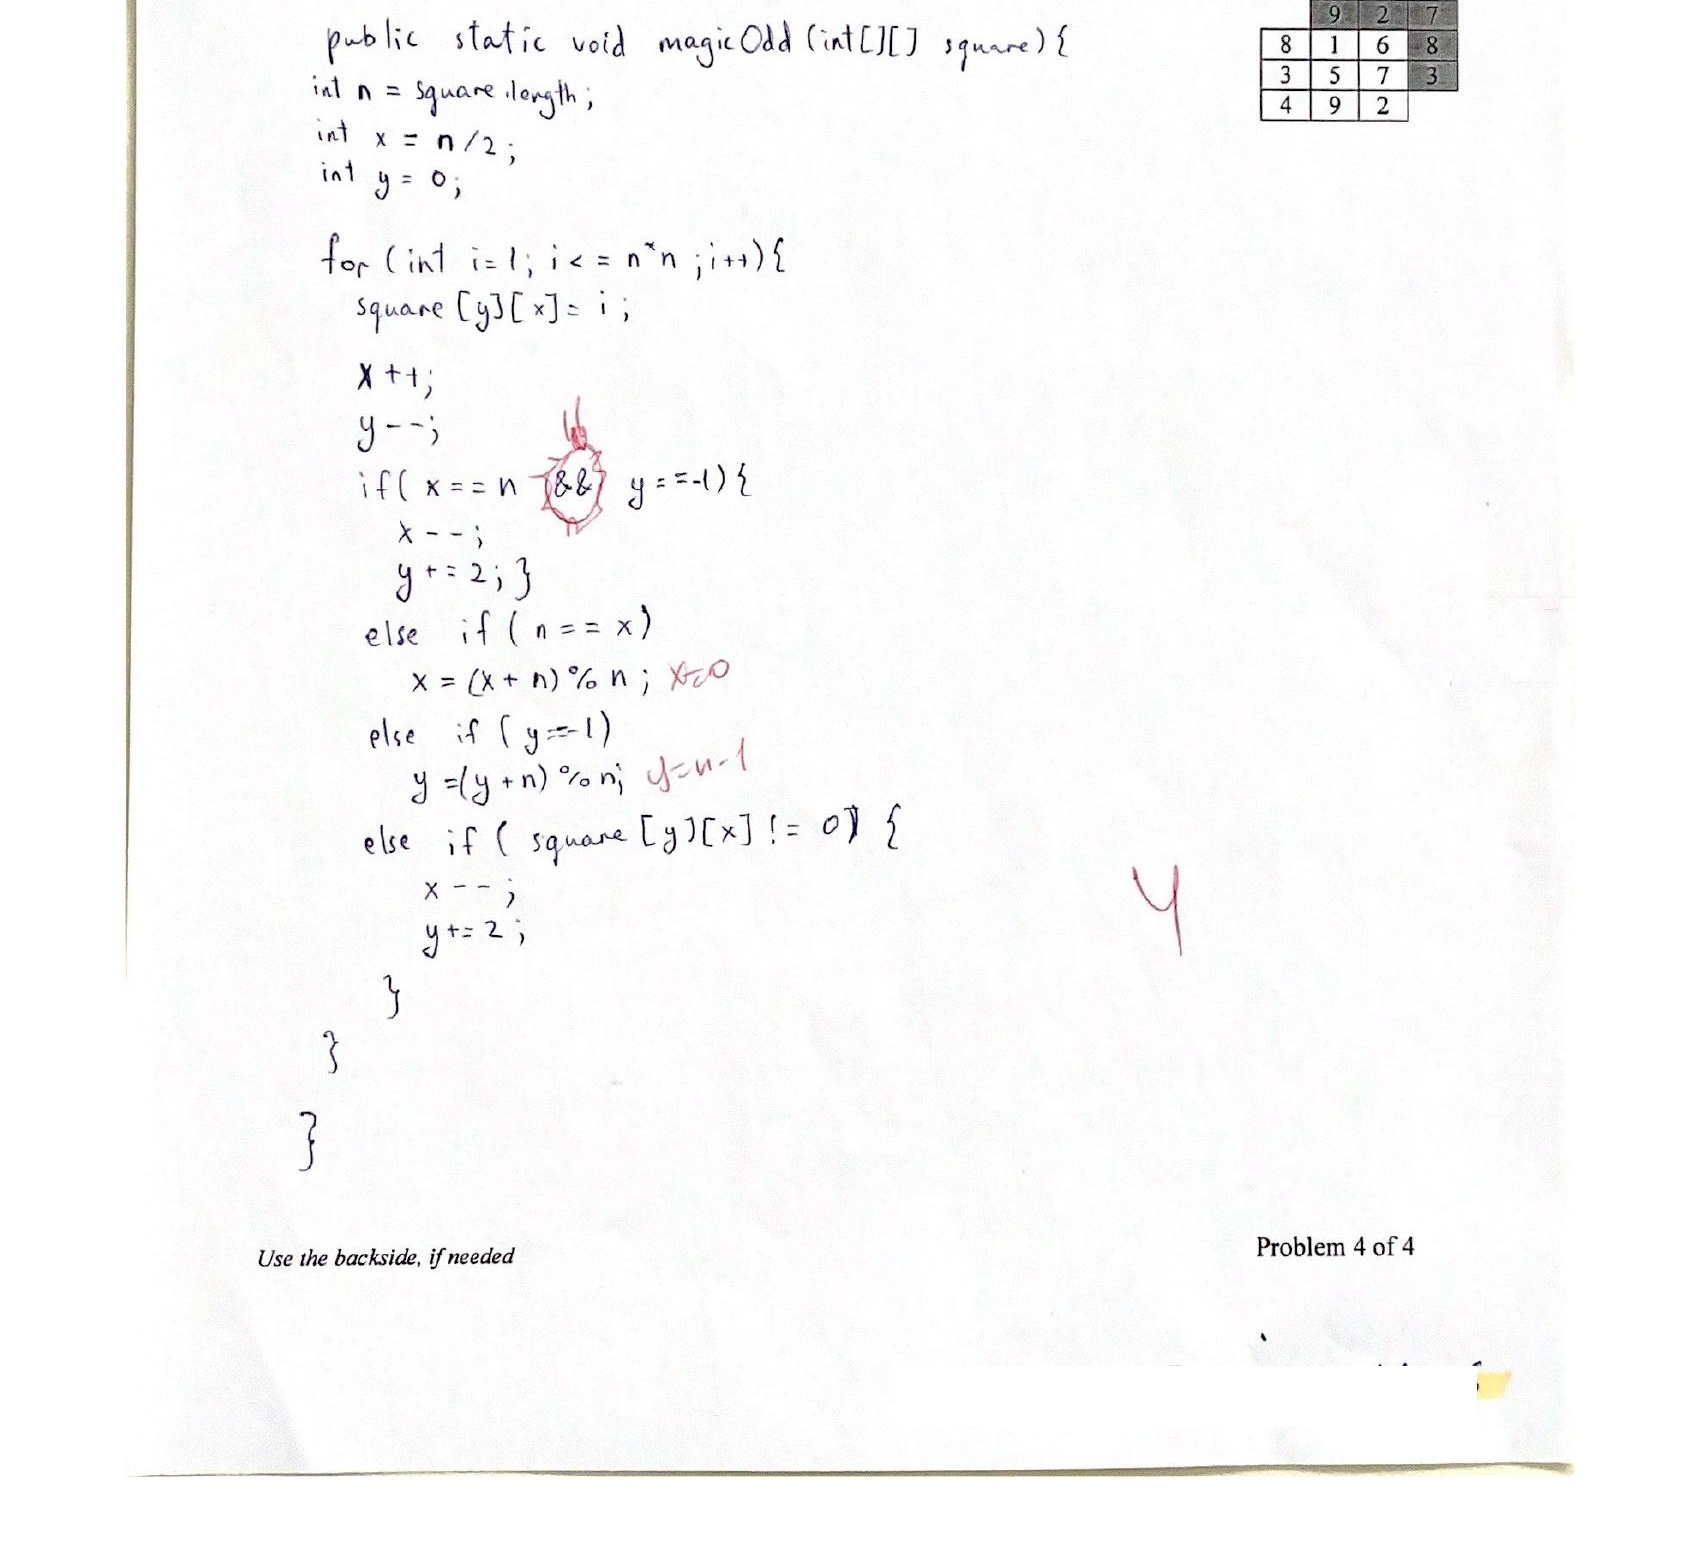 9 2 7
public static void magicOdd (int[][] square){
8 1 6 8
int n = square.length;
3 5 7 3
4 9 2
int x = n/2;
int y = 0;
for (int i=1; i<= n*n ;i++){
square [y][x]= i;
x++;
y--;
if( x==n && y==-1){
x--;
y+=2;}
else if (n==x)
x = (x+n)%n; x=0
else if (y==-1)
y=(y+n)%n; y=n-1
else if ( square [y][x] != 0) {
x--;
y+=2;
}
}
}
Use the backside, if needed
Problem 4 of 4